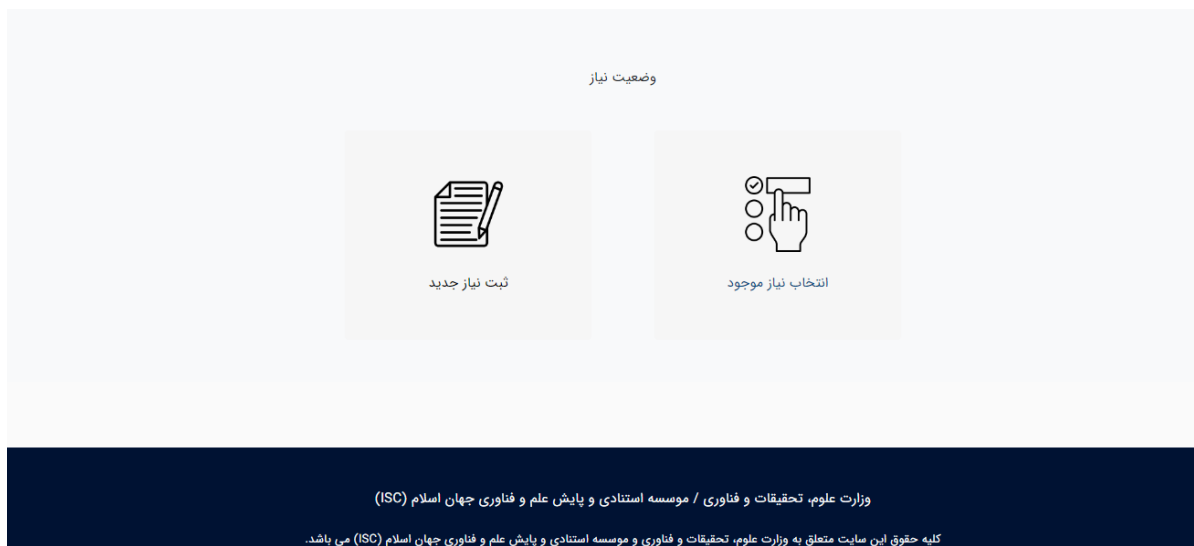 وضعیت نیاز
انتخاب نیاز موجود
ثبت نیاز جدید
وزارت علوم، تحقیقات و فناوری / موسسه استنادی و پایش علم و فناوری جهان اسلام (ISC)
کلیه حقوق این سایت متعلق به وزارت علوم، تحقیقات و فناوری و موسسه استنادی و پایش علم و فناوری جهان اسلام (ISC) می باشد.